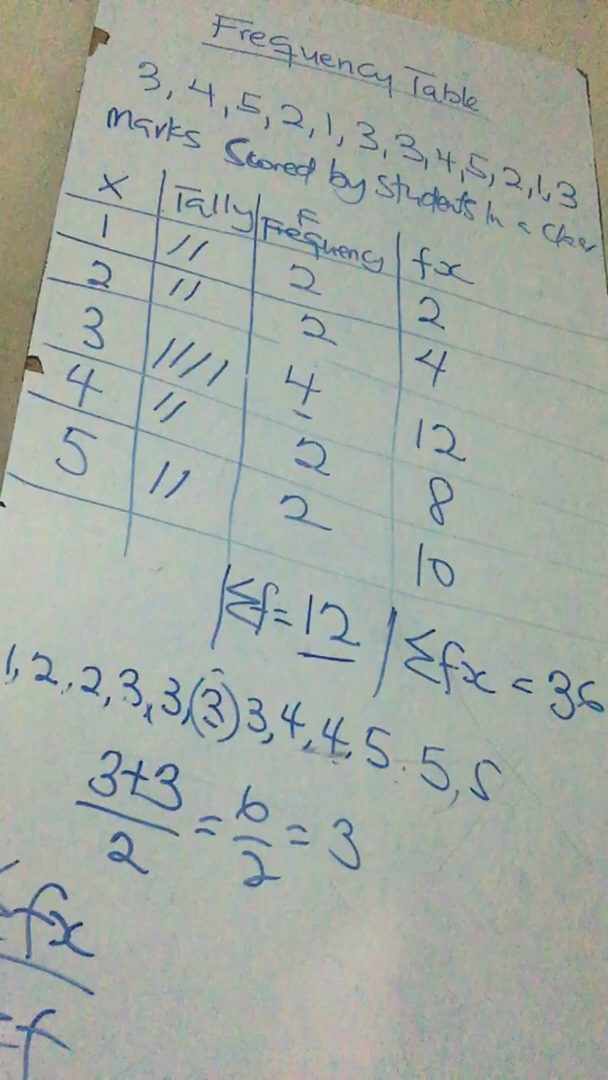 Frequency Table
3, 4, 5, 2, 1, 3, 3, 4, 5, 2, 1, 3
marks Scored by students in a
x Tally F Frequency fx
1 // 2 2
2 // 2 4
3 //// 4 12
4 // 2 8
5 // 2 10
Σf = 12 Σfx = 36
1, 2, 2, 3, 3, (3) 3, 4, 4, 5. 5, 5
3+3/2 = 6/2 = 3
fx
f